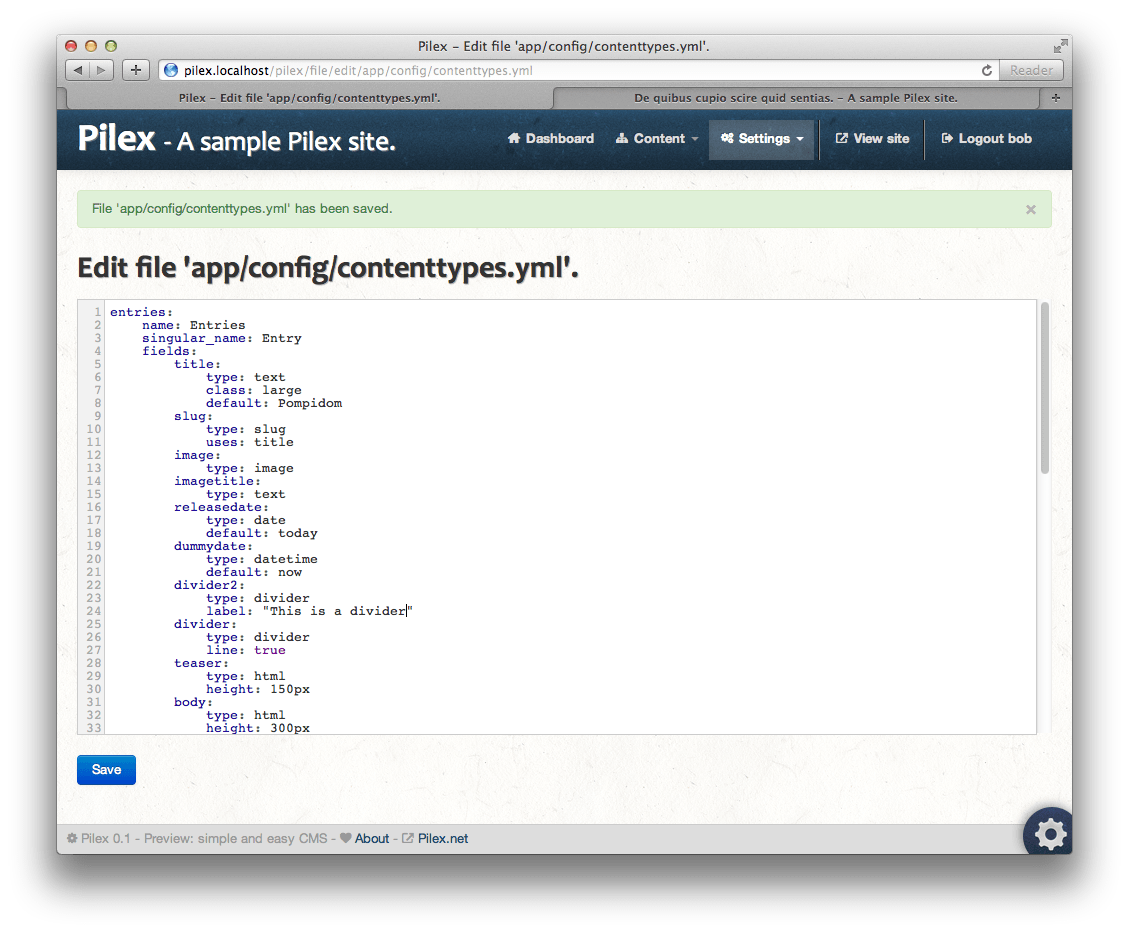 Pilex – Edit file 'app/config/contenttypes.yml'.
pilex.localhost/pilex/file/edit/app/config/contenttypes.yml
Reader
Pilex – Edit file 'app/config/contenttypes.yml'.
De quibus cupio scire quid sentias. – A sample Pilex site.
Pilex - A sample Pilex site.
Dashboard
Content
Settings
View site
Logout bob
File 'app/config/contenttypes.yml' has been saved.
×
Edit file 'app/config/contenttypes.yml'.
1 entries:
2     name: Entries
3     singular_name: Entry
4     fields:
5         title:
6             type: text
7             class: large
8             default: Pompidom
9         slug:
10             type: slug
11             uses: title
12         image:
13             type: image
14         imagetitle:
15             type: text
16         releasedate:
17             type: date
18             default: today
19         dummydate:
20             type: datetime
21             default: now
22         divider2:
23             type: divider
24             label: "This is a divider"
25         divider:
26             type: divider
27             line: true
28         teaser:
29             type: html
30             height: 150px
31         body:
32             type: html
33             height: 300px
Save
Pilex 0.1 - Preview: simple and easy CMS - About - Pilex.net